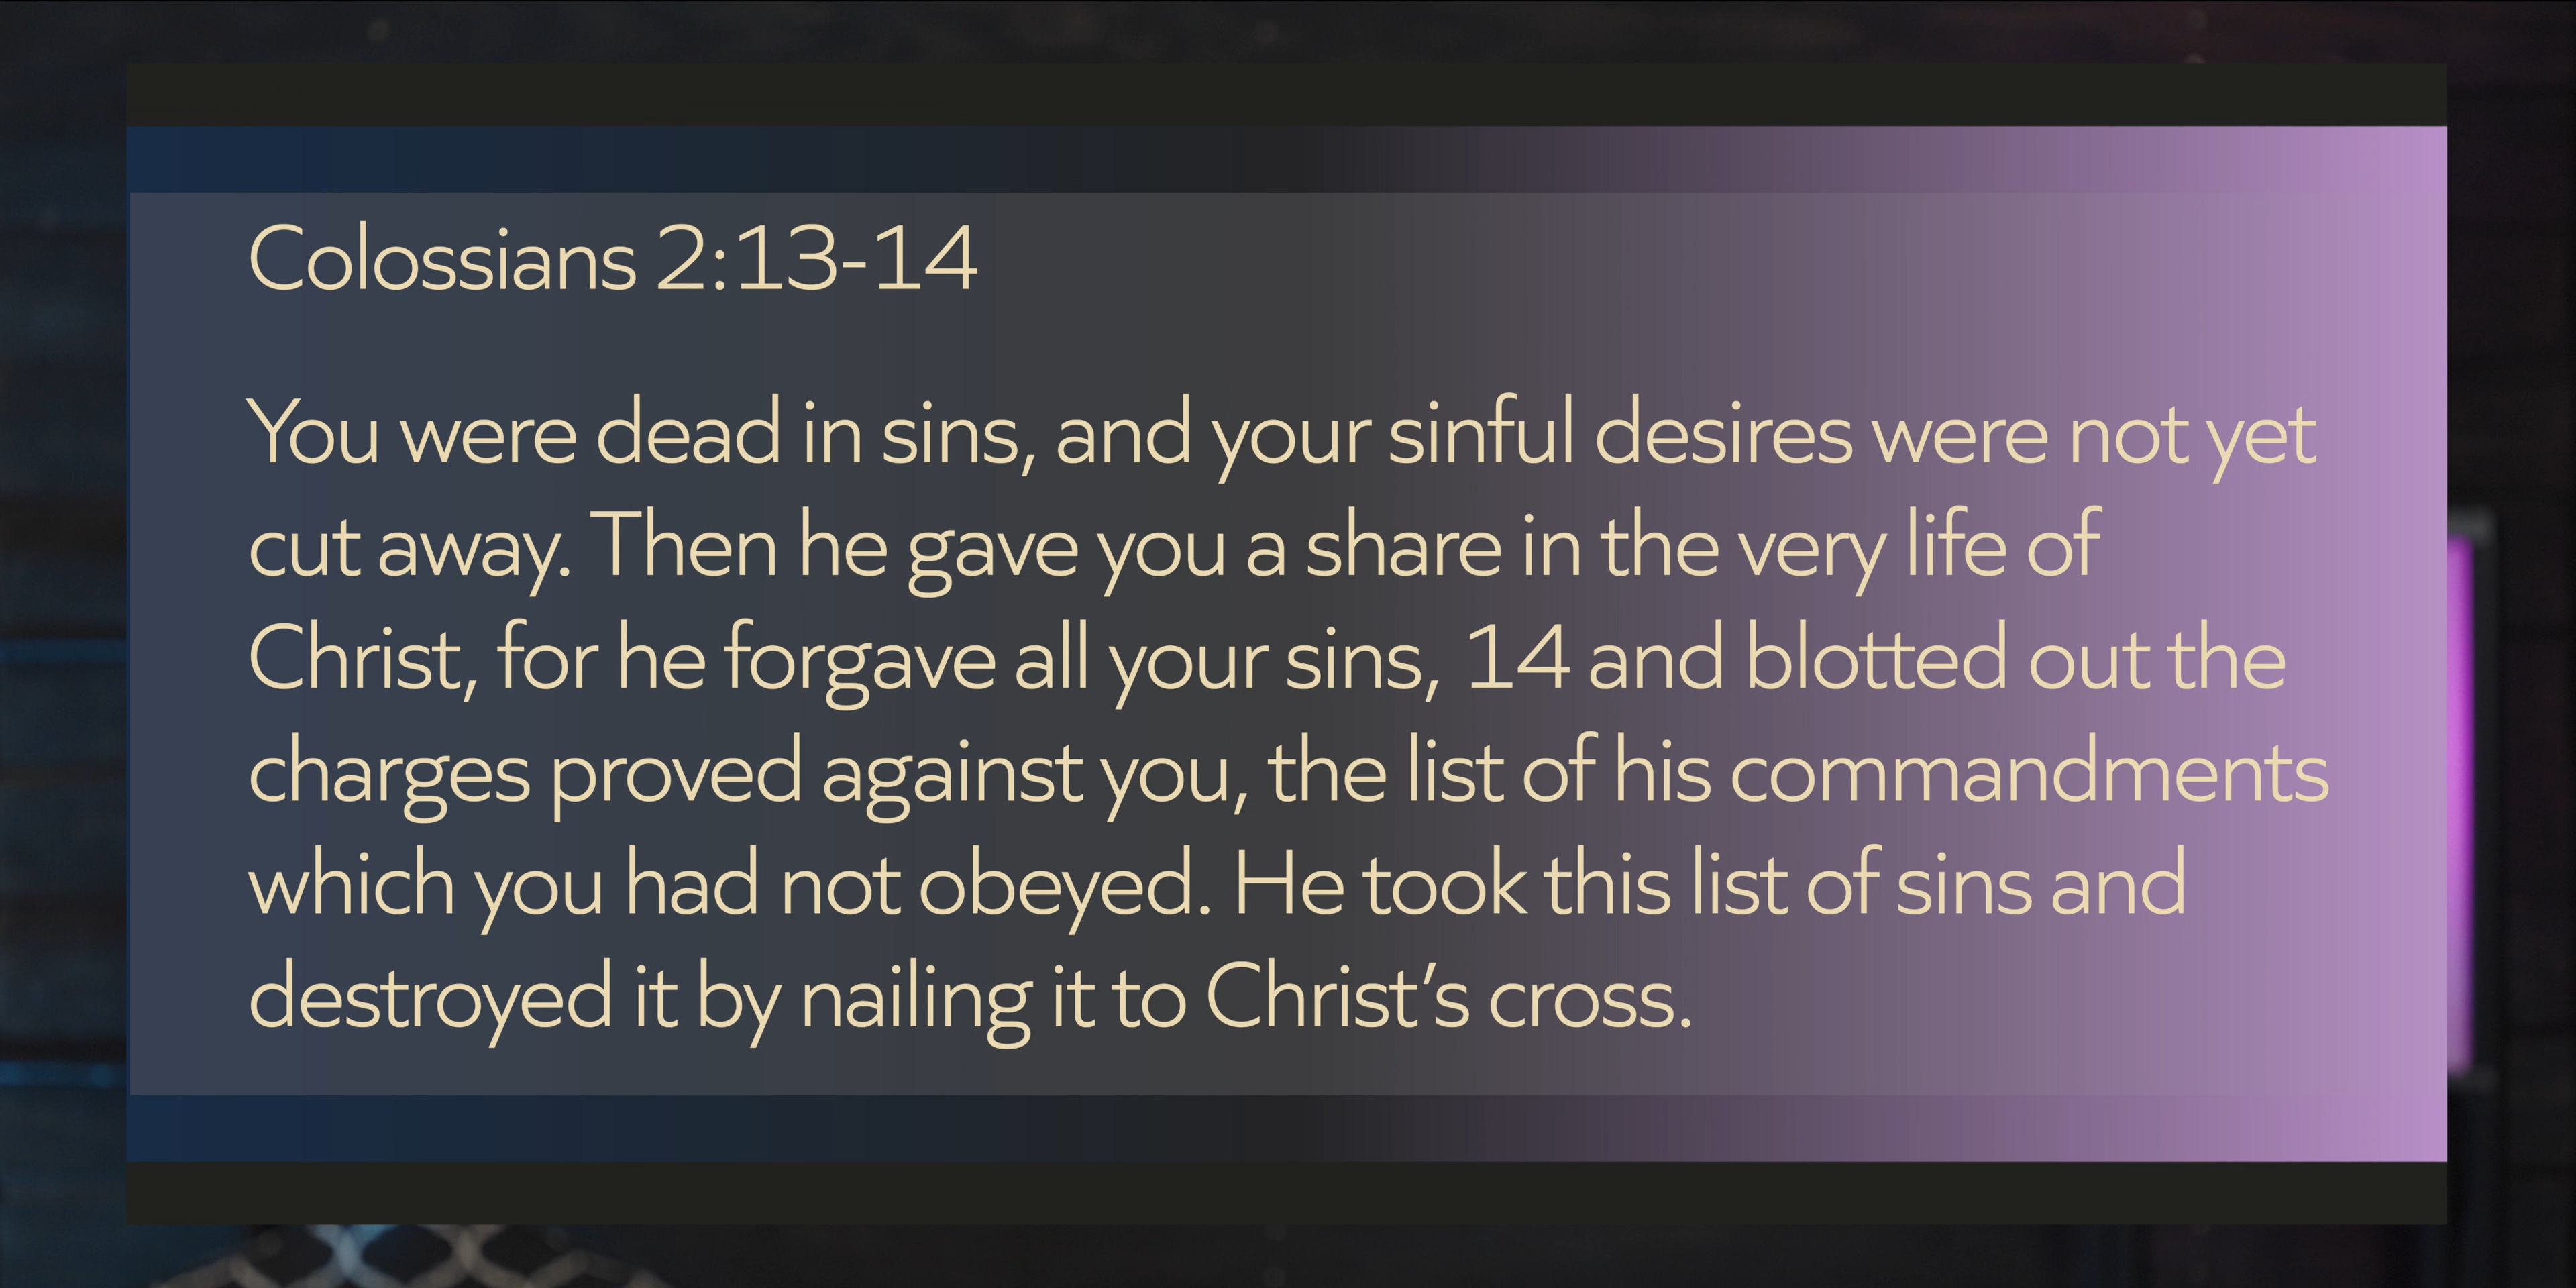 Colossians 2:13-14
You were dead in sins, and your sinful desires were not yet
cut away. Then he gave you a share in the very life of
Christ, for he forgave all your sins, 14 and blotted out the
charges proved against you, the list of his commandments
which you had not obeyed. He took this list of sins and
destroyed it by nailing it to Christ’s cross.